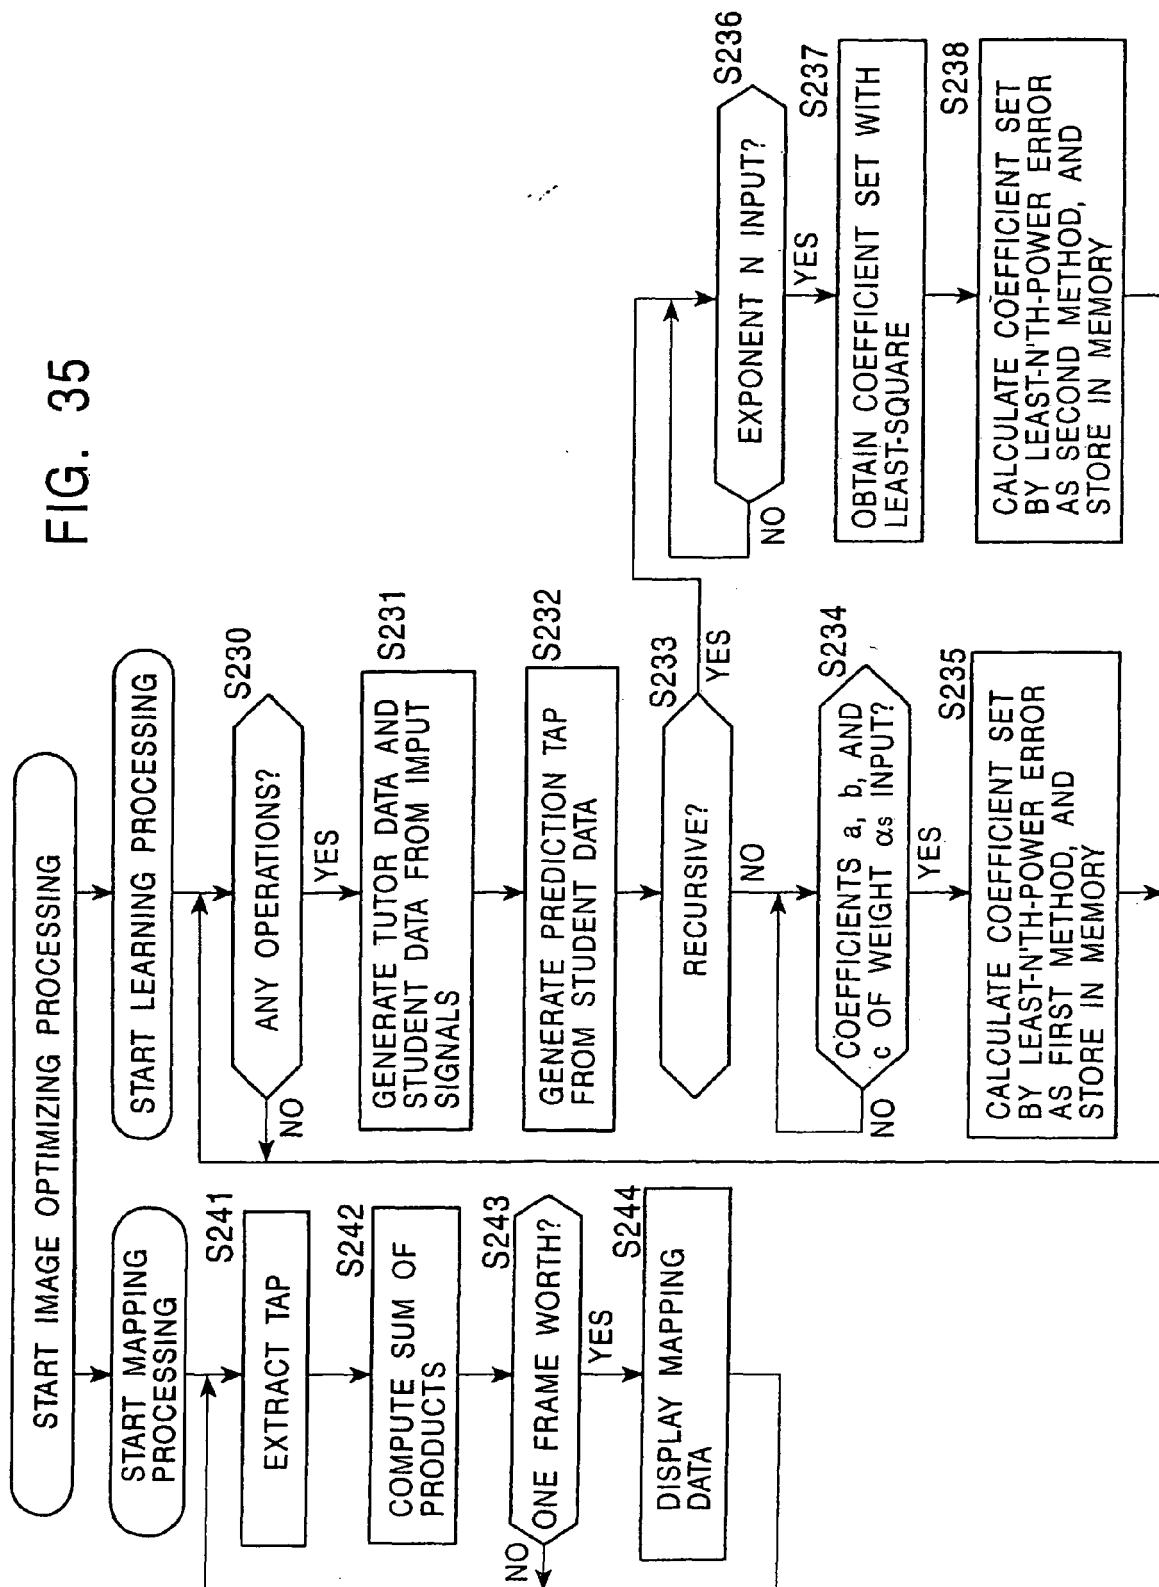 FIG. 35
START IMAGE OPTIMIZING PROCESSING
START MAPPING
PROCESSING
S241
EXTRACT TAP
S242
COMPUTE SUM OF
PRODUCTS
S243
ONE FRAME WORTH?
NO
YES
S244
DISPLAY MAPPING
DATA
START LEARNING PROCESSING
S230
ANY OPERATIONS?
NO
YES
S231
GENERATE TUTOR DATA AND
STUDENT DATA FROM IMPUT
SIGNALS
S232
GENERATE PREDICTION TAP
FROM STUDENT DATA
S233
RECURSIVE?
YES
NO
S234
COEFFICIENTS a, b, AND
c OF WEIGHT αs INPUT?
NO
YES
S235
CALCULATE COEFFICIENT SET
BY LEAST-N'TH-POWER ERROR
AS FIRST METHOD, AND
STORE IN MEMORY
S236
EXPONENT N INPUT?
NO
YES
S237
OBTAIN COEFFICIENT SET WITH
LEAST-SQUARE
S238
CALCULATE COEFFICIENT SET
BY LEAST-N'TH-POWER ERROR
AS SECOND METHOD, AND
STORE IN MEMORY